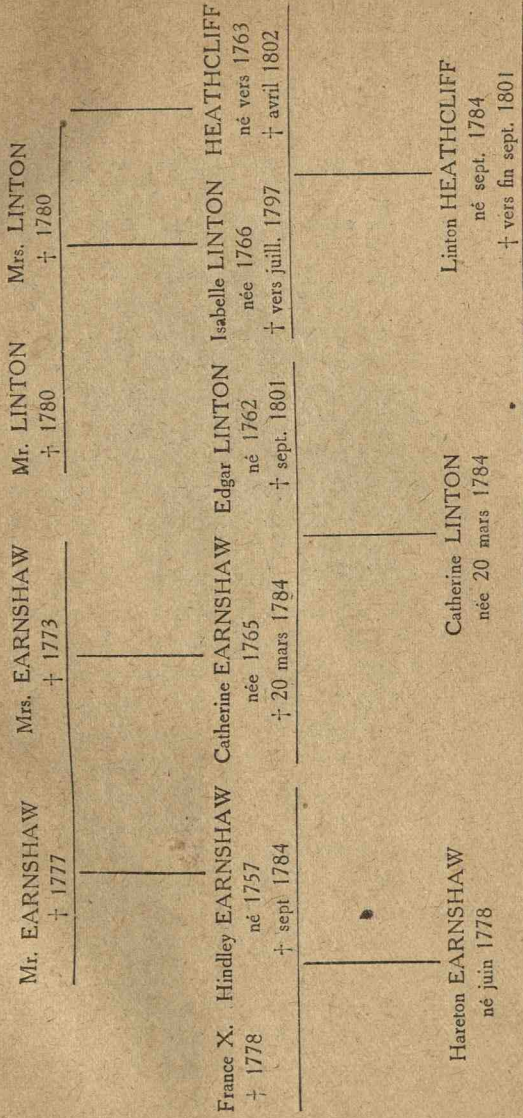 Mr. EARNSHAW
† 1777
Mrs. EARNSHAW
† 1773
Mr. LINTON
† 1780
Mrs. LINTON
† 1780
France X.
† 1778
Hindley EARNSHAW
né 1757
† sept 1784
Catherine EARNSHAW
née 1765
† 20 mars 1784
Edgar LINTON
né 1762
† sept. 1801
Isabelle LINTON
née 1766
† vers juill. 1797
HEATHCLIFF
né vers 1763
† avril 1802
Hareton EARNSHAW
né juin 1778
Catherine LINTON
née 20 mars 1784
Linton HEATHCLIFF
né sept. 1784
† vers fin sept. 1801